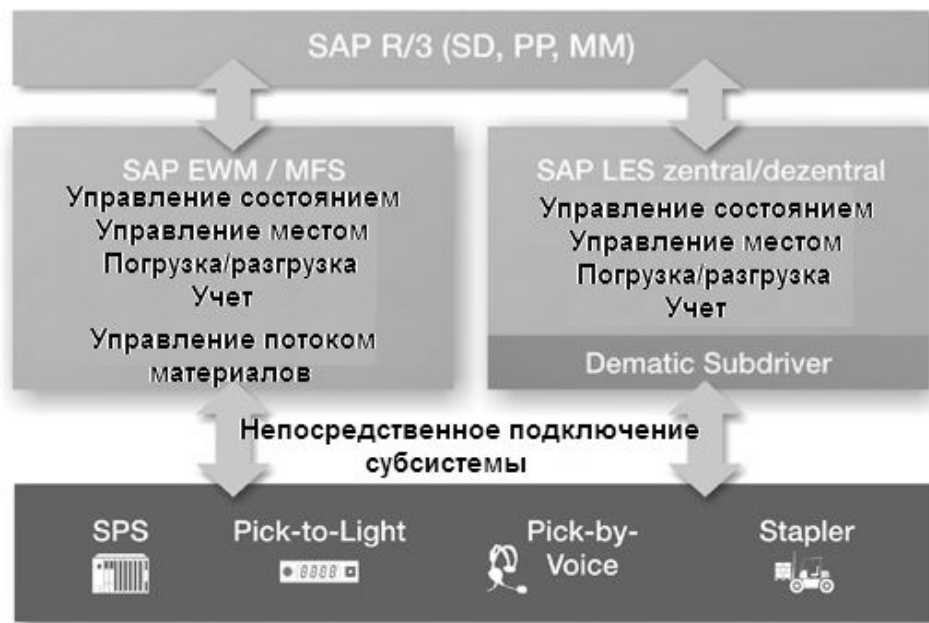 SAP R/3 (SD, PP, MM)
SAP EWM / MFS
Управление состоянием
Управление местом
Погрузка/разгрузка
Учет
Управление потоком
материалов
SAP LES zentral/dezentral
Управление состоянием
Управление местом
Погрузка/разгрузка
Учет
Dematic Subdriver
Непосредственное подключение
субсистемы
SPS
Pick-to-Light
8888
Pick-by-
Voice
Stapler